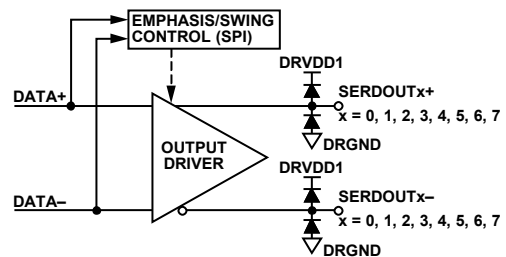 EMPHASIS/SWING
CONTROL (SPI)
DRVDD1
DATA+
SERDOUTx+
x = 0, 1, 2, 3, 4, 5, 6, 7
DRGND
OUTPUT
DRIVER
DRVDD1
DATA–
SERDOUTx–
x = 0, 1, 2, 3, 4, 5, 6, 7
DRGND